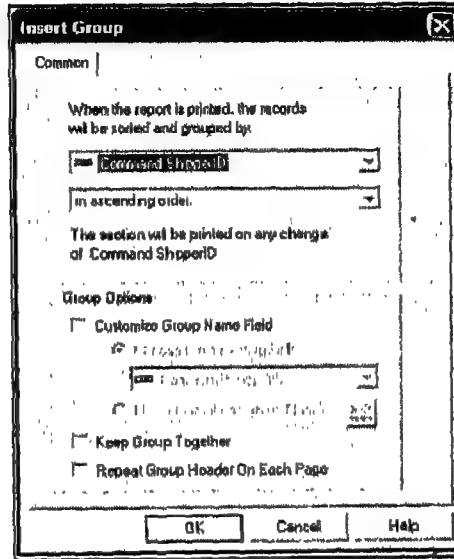 Insert Group
Common
When the report is printed, the records
will be sorted and grouped by:
Command ShipperID
in ascending order.
The section will be printed on any change
of Command ShipperID
Group Options
Customize Group Name Field
Keep Group Together
Repeat Group Header On Each Page
OK Cancel Help